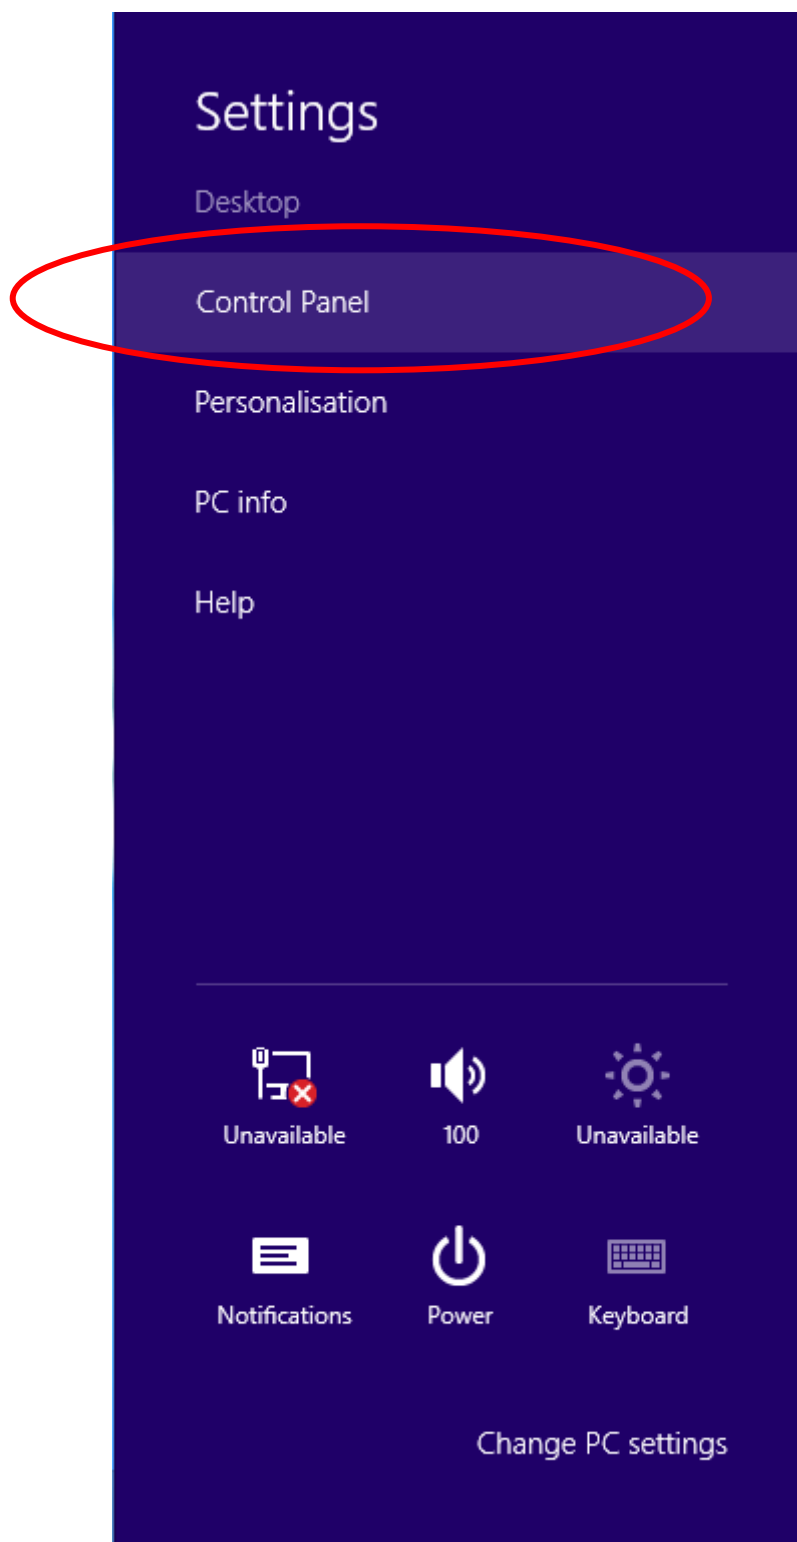 Settings
Desktop
Control Panel
Personalisation
PC info
Help
Unavailable
100
Unavailable
Notifications
Power
Keyboard
Change PC settings